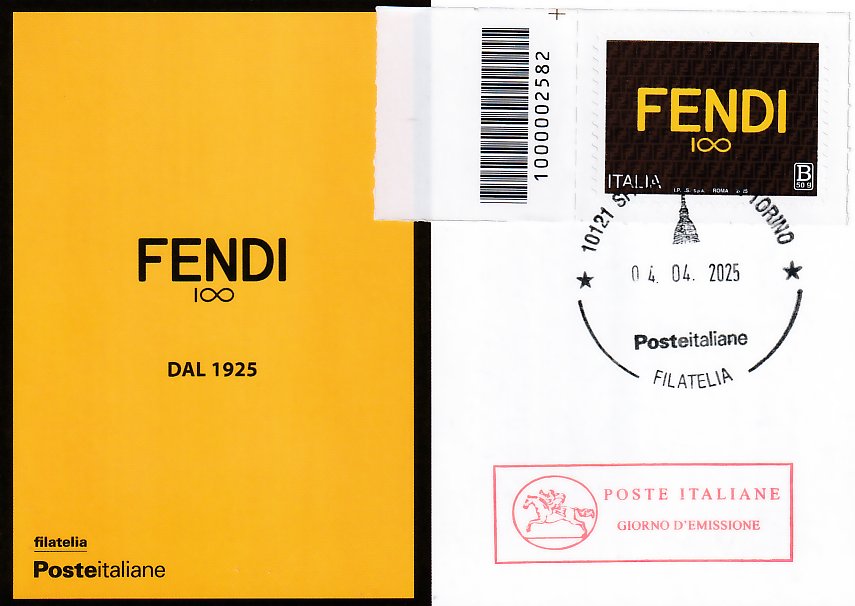 FENDI
100
DAL 1925
filatelia
Posteitaliane
1000002582
FENDI
100
ITALIA
ROMA
B
50 g
10121
TORINO
04. 04. 2025
Posteitaliane
FILATELIA
POSTE ITALIANE
GIORNO D'EMISSIONE